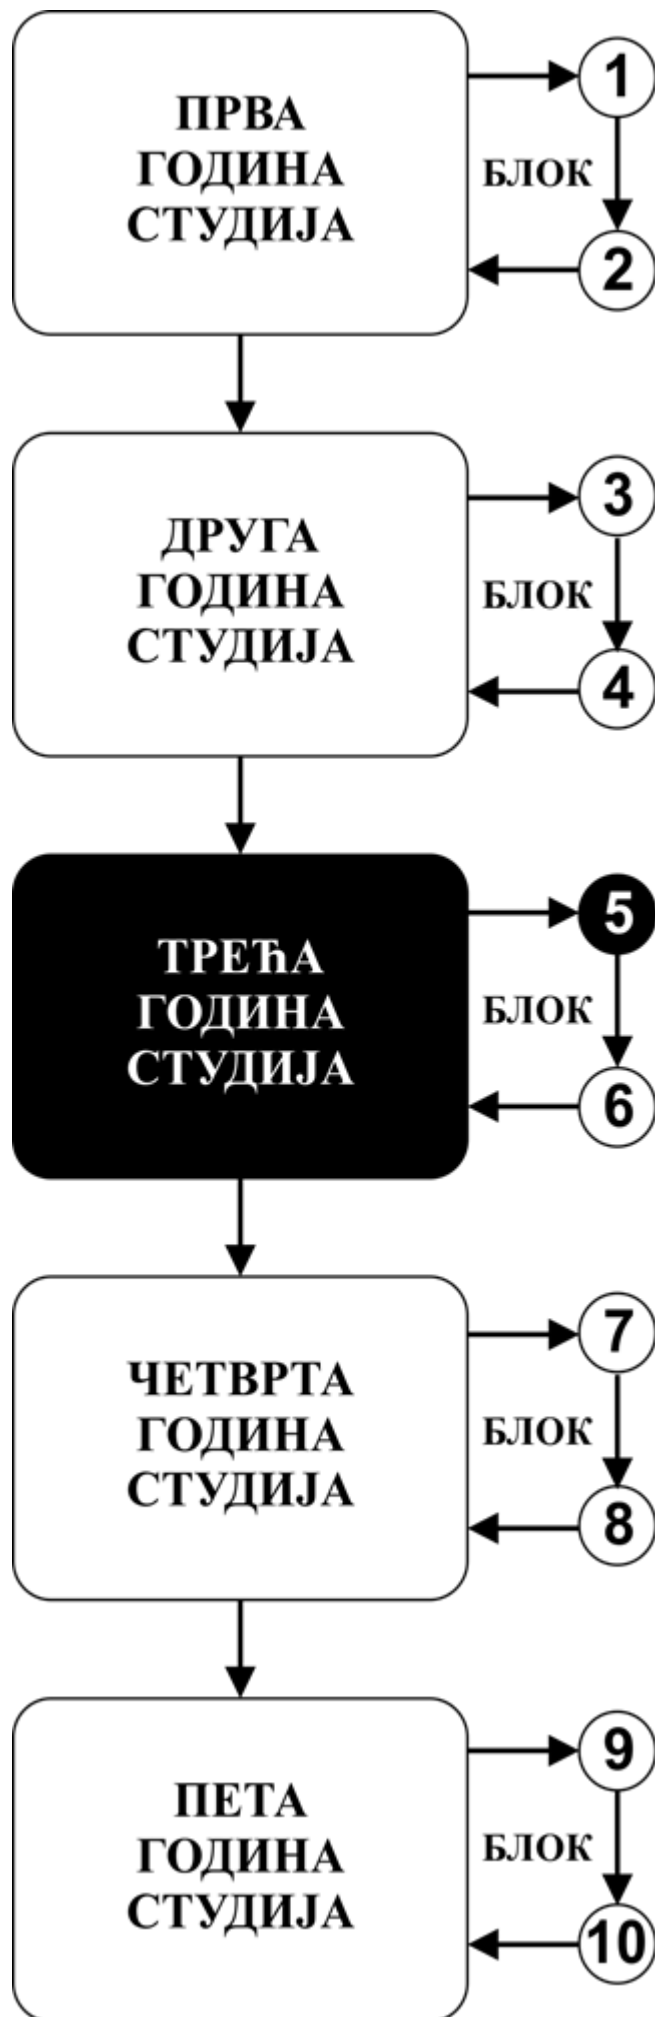 ПРВА
ГОДИНА
СТУДИЈА
1
БЛОК
2
ДРУГА
ГОДИНА
СТУДИЈА
3
БЛОК
4
ТРЕЋА
ГОДИНА
СТУДИЈА
5
БЛОК
6
ЧЕТВРТА
ГОДИНА
СТУДИЈА
7
БЛОК
8
ПЕТА
ГОДИНА
СТУДИЈА
9
БЛОК
10